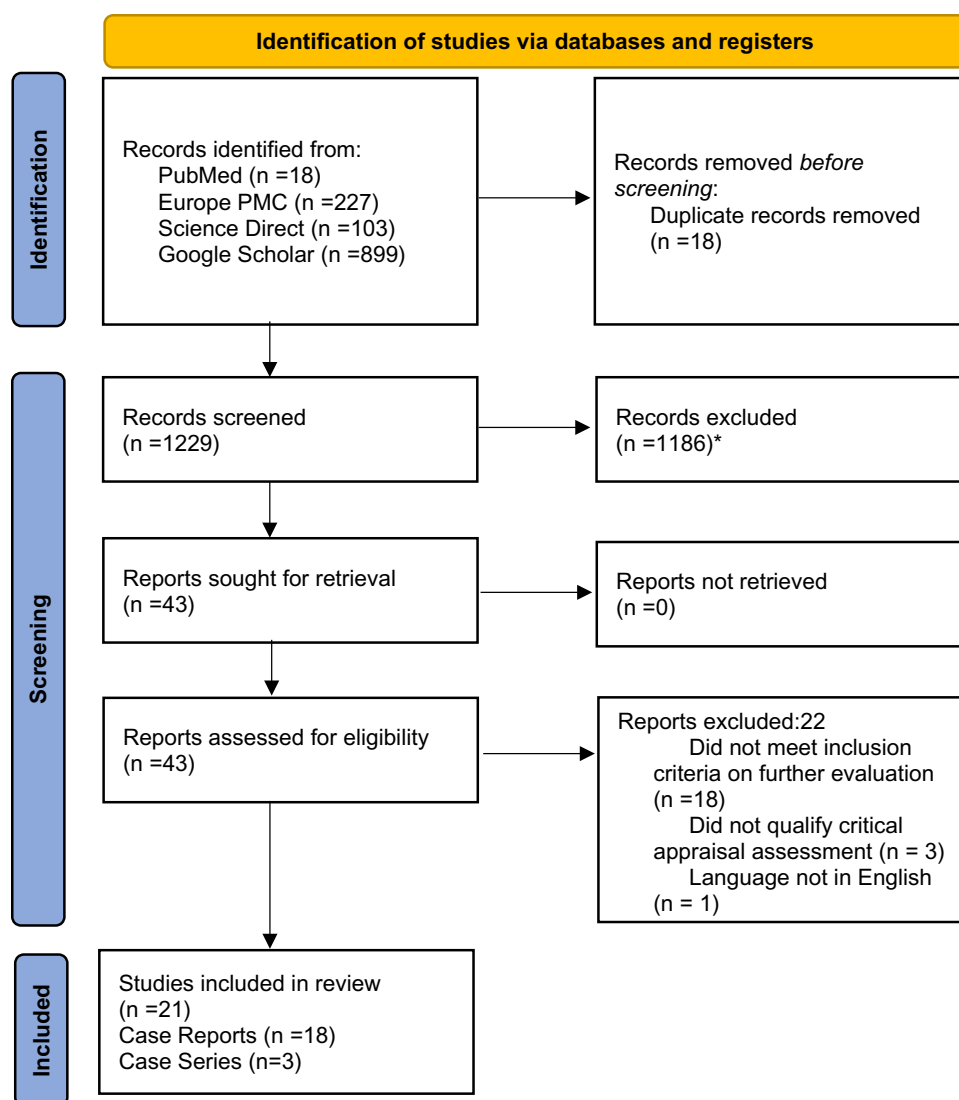 Identification of studies via databases and registers
Identification
Records identified from:
PubMed (n =18)
Europe PMC (n =227)
Science Direct (n =103)
Google Scholar (n =899)
Records removed before
screening:
Duplicate records removed
(n =18)
Screening
Records screened
(n =1229)
Records excluded
(n =1186)*
Reports sought for retrieval
(n =43)
Reports not retrieved
(n =0)
Reports assessed for eligibility
(n =43)
Reports excluded:22
Did not meet inclusion
criteria on further evaluation
(n =18)
Did not qualify critical
appraisal assessment (n = 3)
Language not in English
(n = 1)
Included
Studies included in review
(n =21)
Case Reports (n =18)
Case Series (n=3)